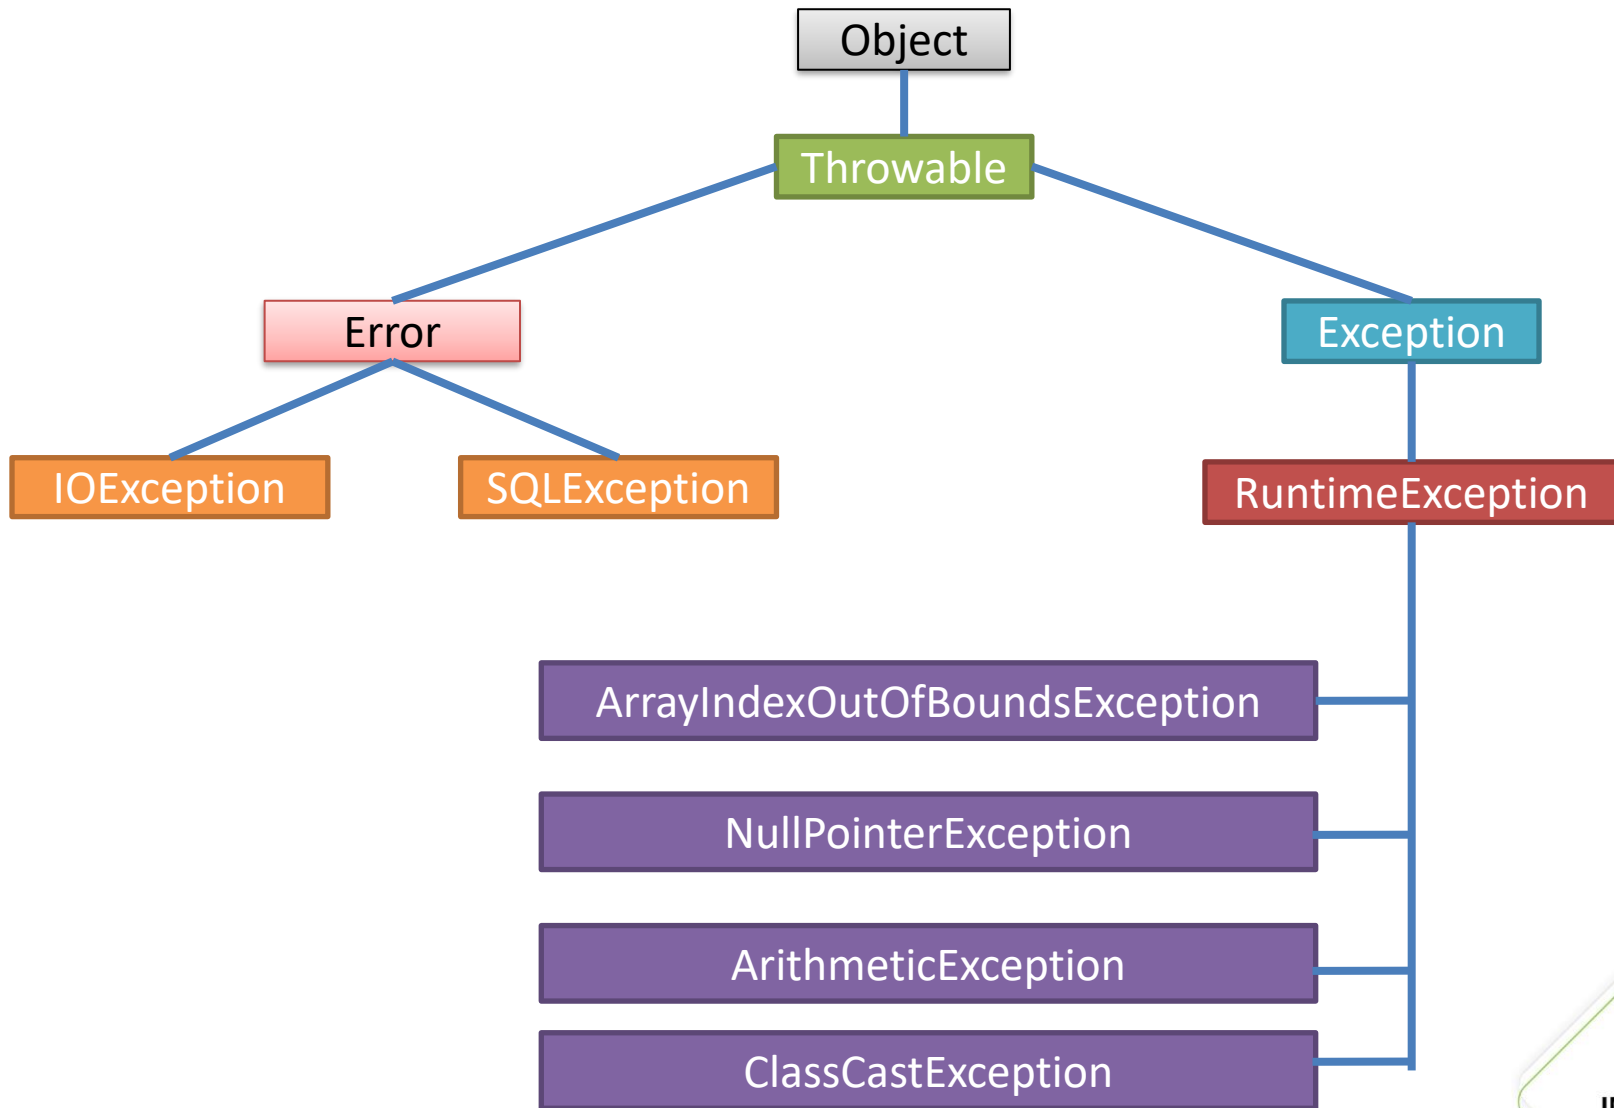 Object
Throwable
Error
Exception
IOException
SQLException
RuntimeException
ArrayIndexOutOfBoundsException
NullPointerException
ArithmeticException
ClassCastException